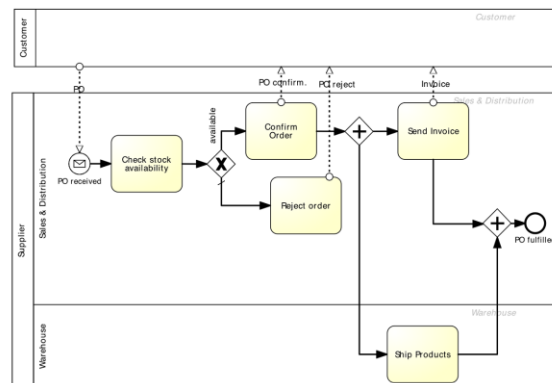 Customer
Customer
PO
PO confirm.
PO reject
Invoice
Supplier
Sales & Distribution
Sales & Distribution
PO received
Check stock
availability
X
available
Confirm
Order
Reject order
Send Invoice
PO fulfille
Warehouse
Warehouse
Ship Products